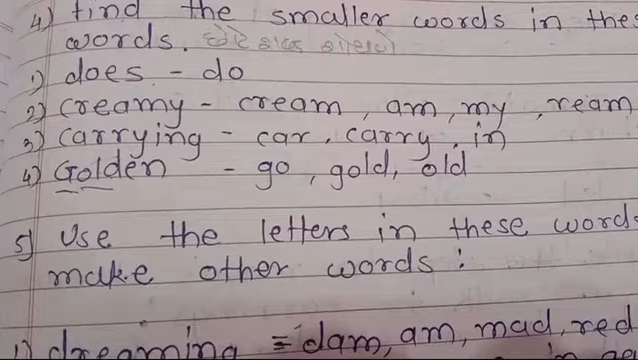 4) find the smaller words in thes
words.
1) does - do
2) creamy - cream, am, my, ream
3) carrying - car, carry, in
4) Golden - go, gold, old
5) Use the letters in these words
make other words :
1) dreaming = dam, am, mad, red